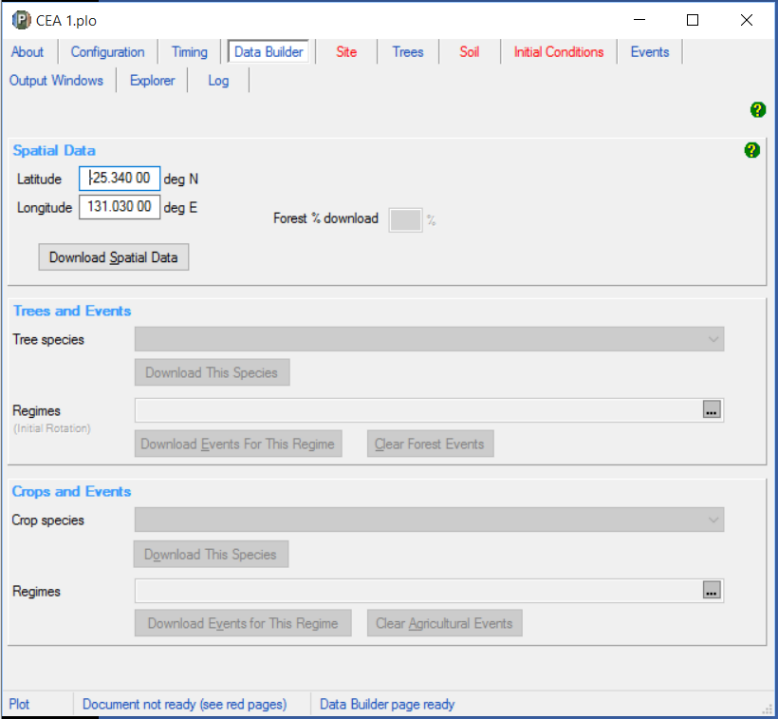 CEA 1.plo
About Configuration Timing Data Builder Site Trees Soil Initial Conditions Events
Output Windows Explorer Log
?
Spatial Data ?
Latitude -25.340 00 deg N
Longitude 131.030 00 deg E
Forest % download %
Download Spatial Data
Trees and Events
Tree species
Download This Species
Regimes ...
(Initial Rotation)
Download Events For This Regime Clear Forest Events
Crops and Events
Crop species
Download This Species
Regimes ...
Download Events for This Regime Clear Agricultural Events
Plot Document not ready (see red pages) Data Builder page ready